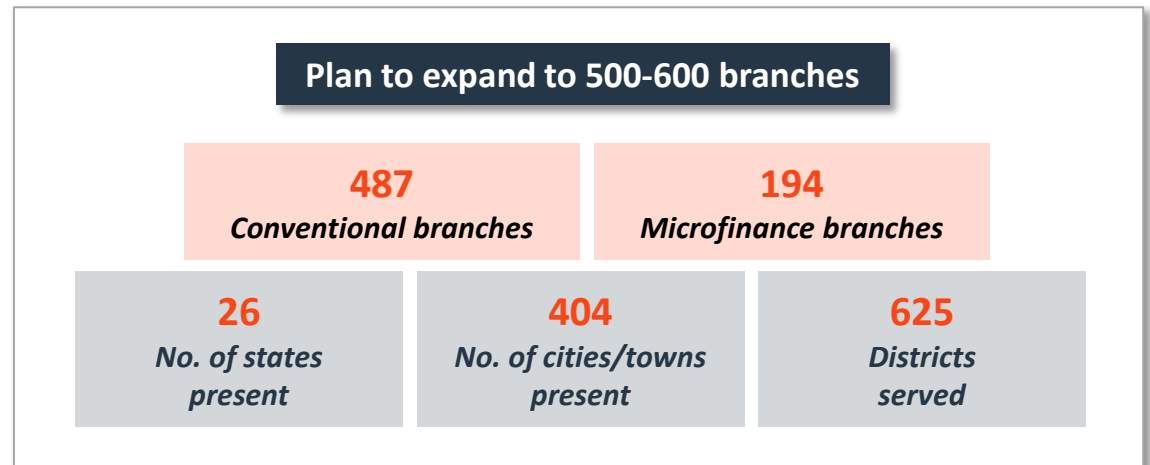 Plan to expand to 500-600 branches
487
Conventional branches
194
Microfinance branches
26
No. of states
present
404
No. of cities/towns
present
625
Districts
served